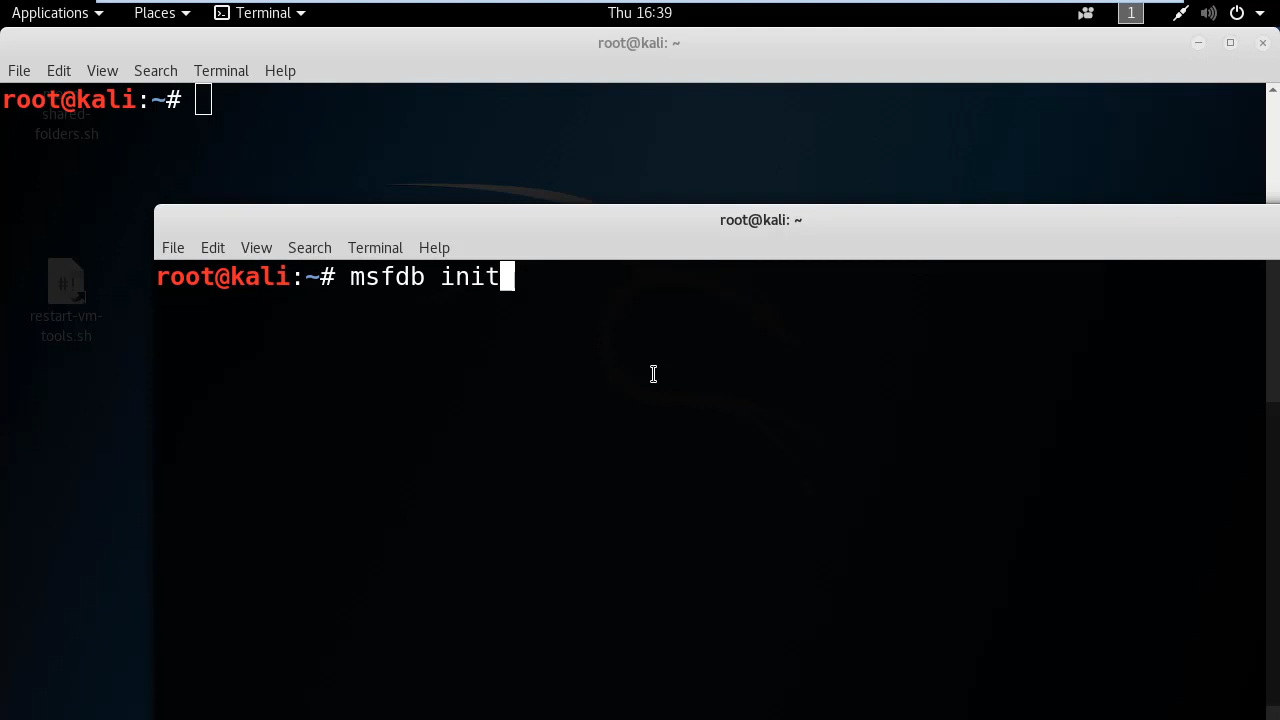 Applications Places Terminal Thu 16:39 1
root@kali: ~
File Edit View Search Terminal Help
root@kali:~#
shared-
folders.sh
root@kali: ~
File Edit View Search Terminal Help
root@kali:~# msfdb init
#!
restart-vm-
tools.sh